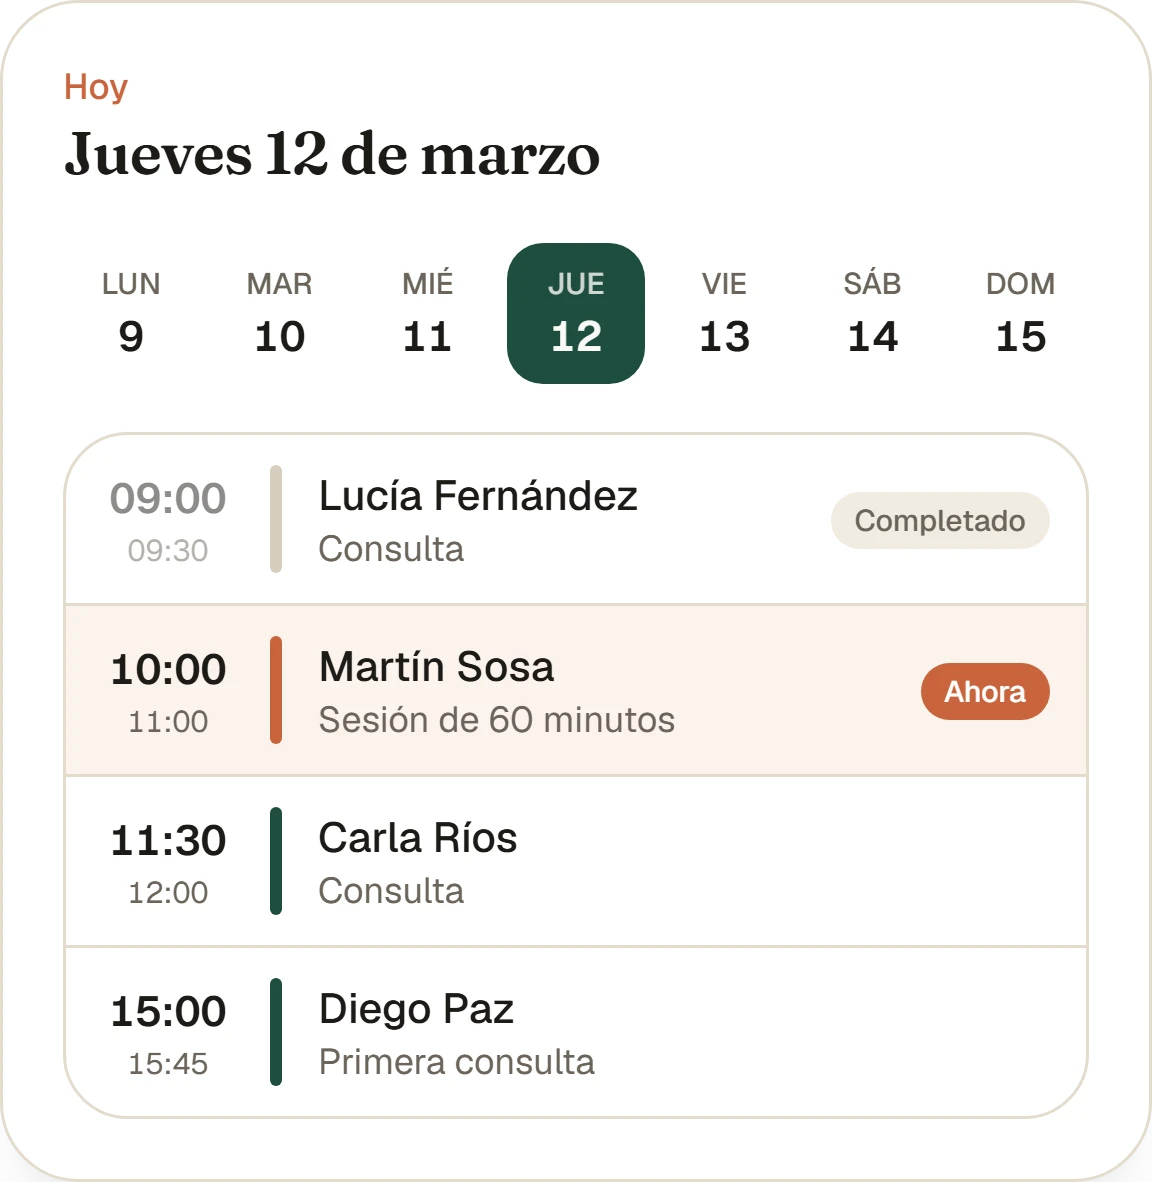 Hoy
Jueves 12 de marzo
LUN MAR MIÉ JUE VIE SÁB DOM
9 10 11 12 13 14 15
09:00 Lucía Fernández Completado
09:30 Consulta
10:00 Martín Sosa Ahora
11:00 Sesión de 60 minutos
11:30 Carla Ríos
12:00 Consulta
15:00 Diego Paz
15:45 Primera consulta